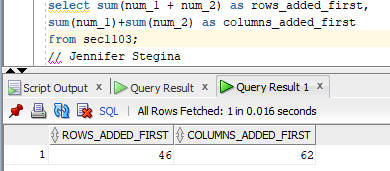 select sum(num_1 + num_2) as rows_added_first,
sum(num_1)+sum(num_2) as columns_added_first
from sec1103;
// Jennifer Stegina
Script Output x Query Result x Query Result 1 x
SQL | All Rows Fetched: 1 in 0.016 seconds
ROWS_ADDED_FIRST COLUMNS_ADDED_FIRST
1 46 62